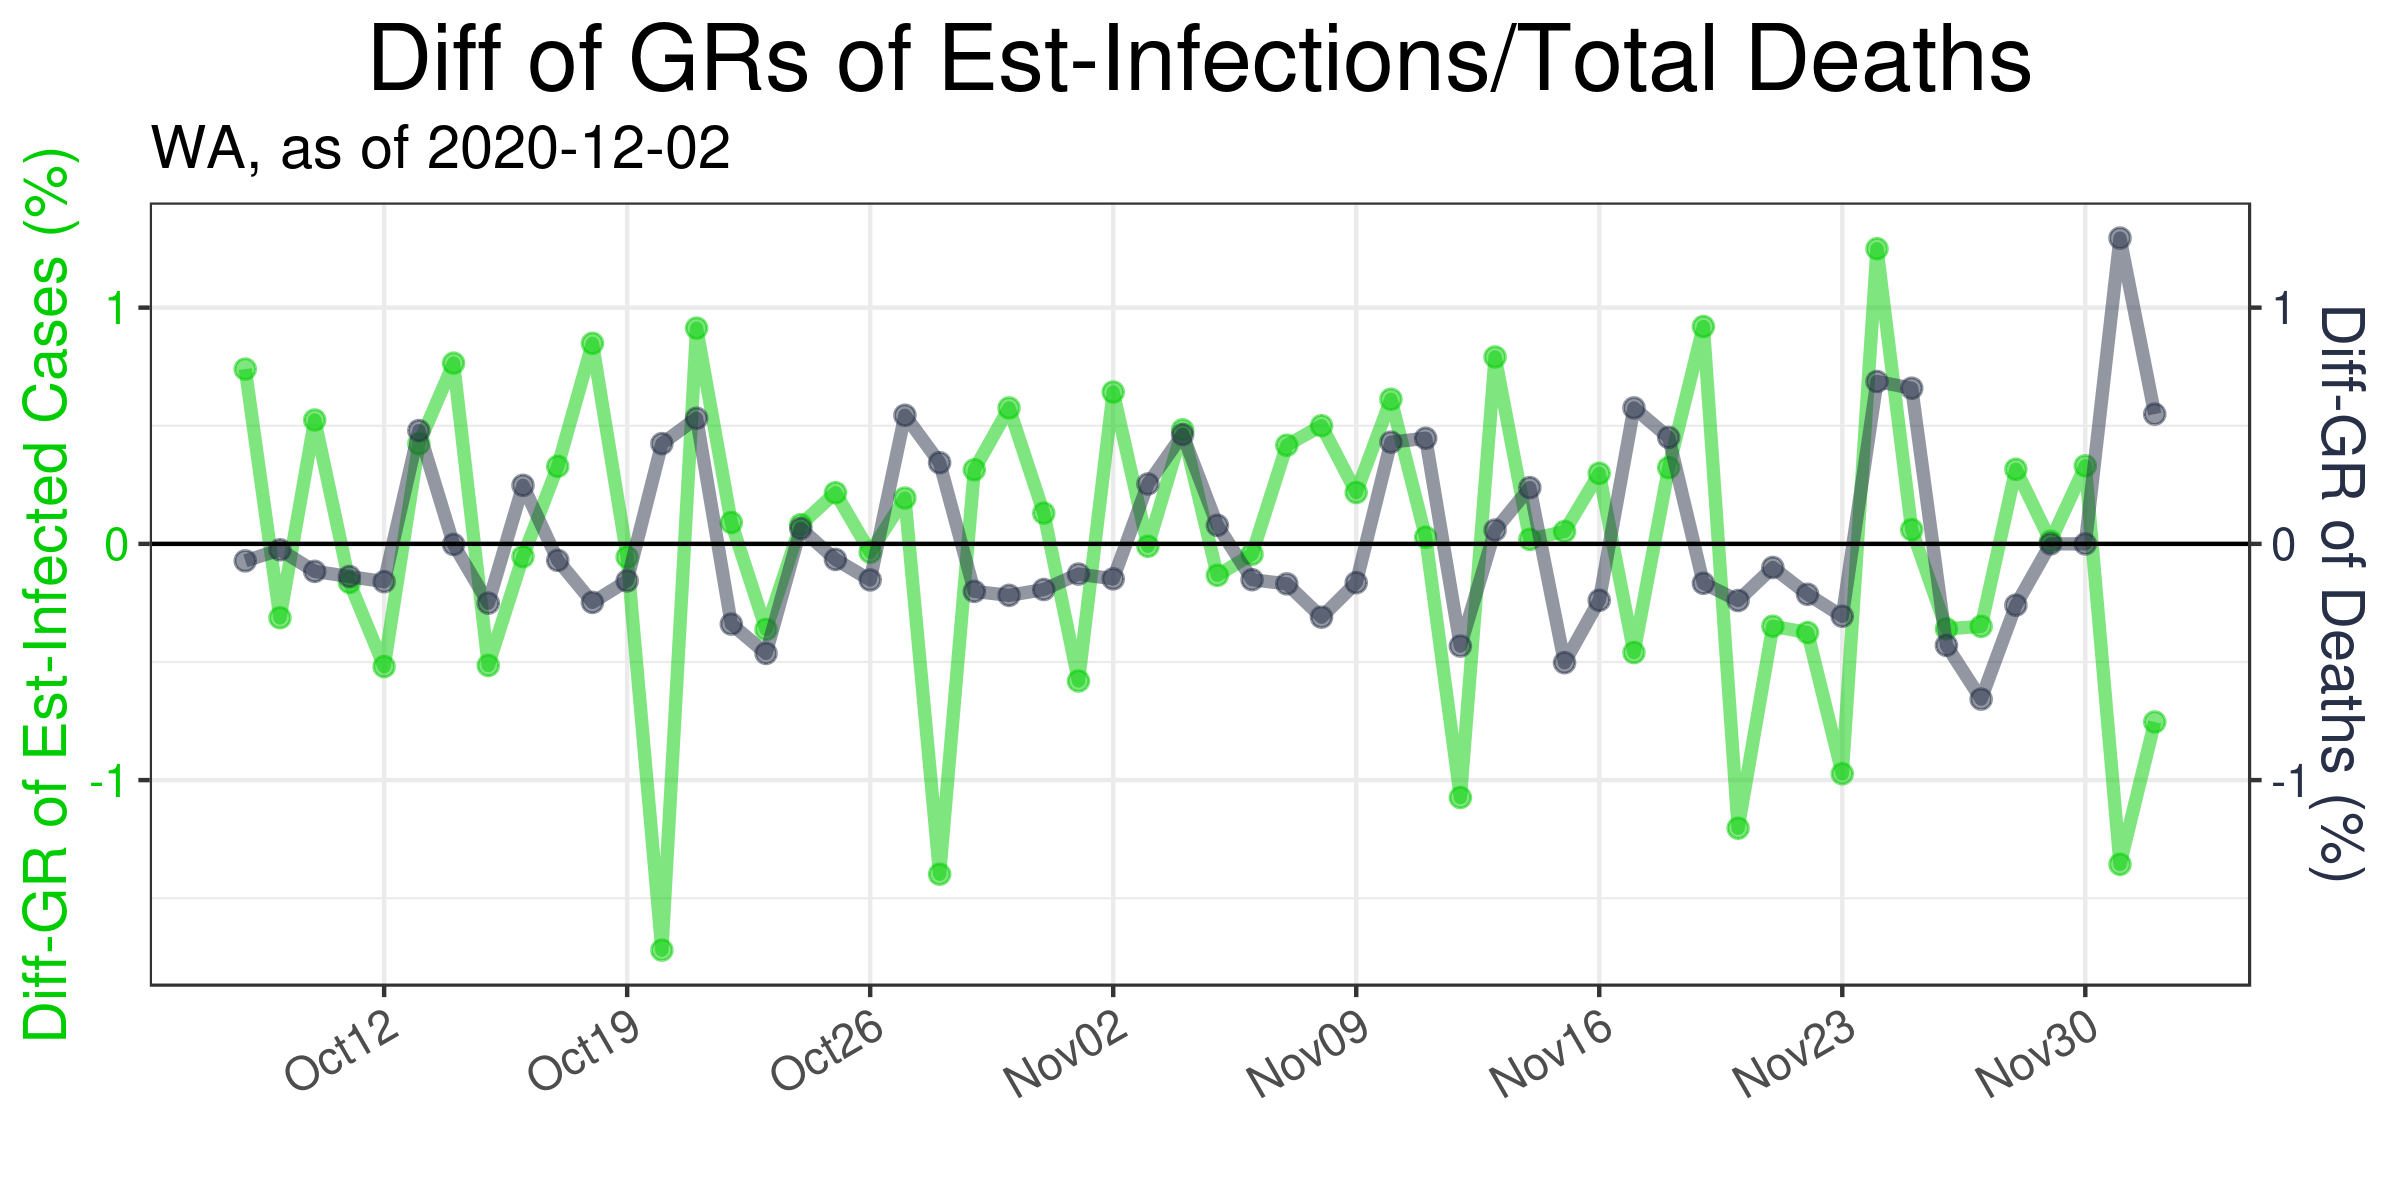 Diff of GRs of Est-Infections/Total Deaths
WA, as of 2020-12-02
Diff-GR of Est-Infected Cases (%)
1
0
-1
1
0
-1
Diff-GR of Deaths (%)
Oct12
Oct19
Oct26
Nov02
Nov09
Nov16
Nov23
Nov30